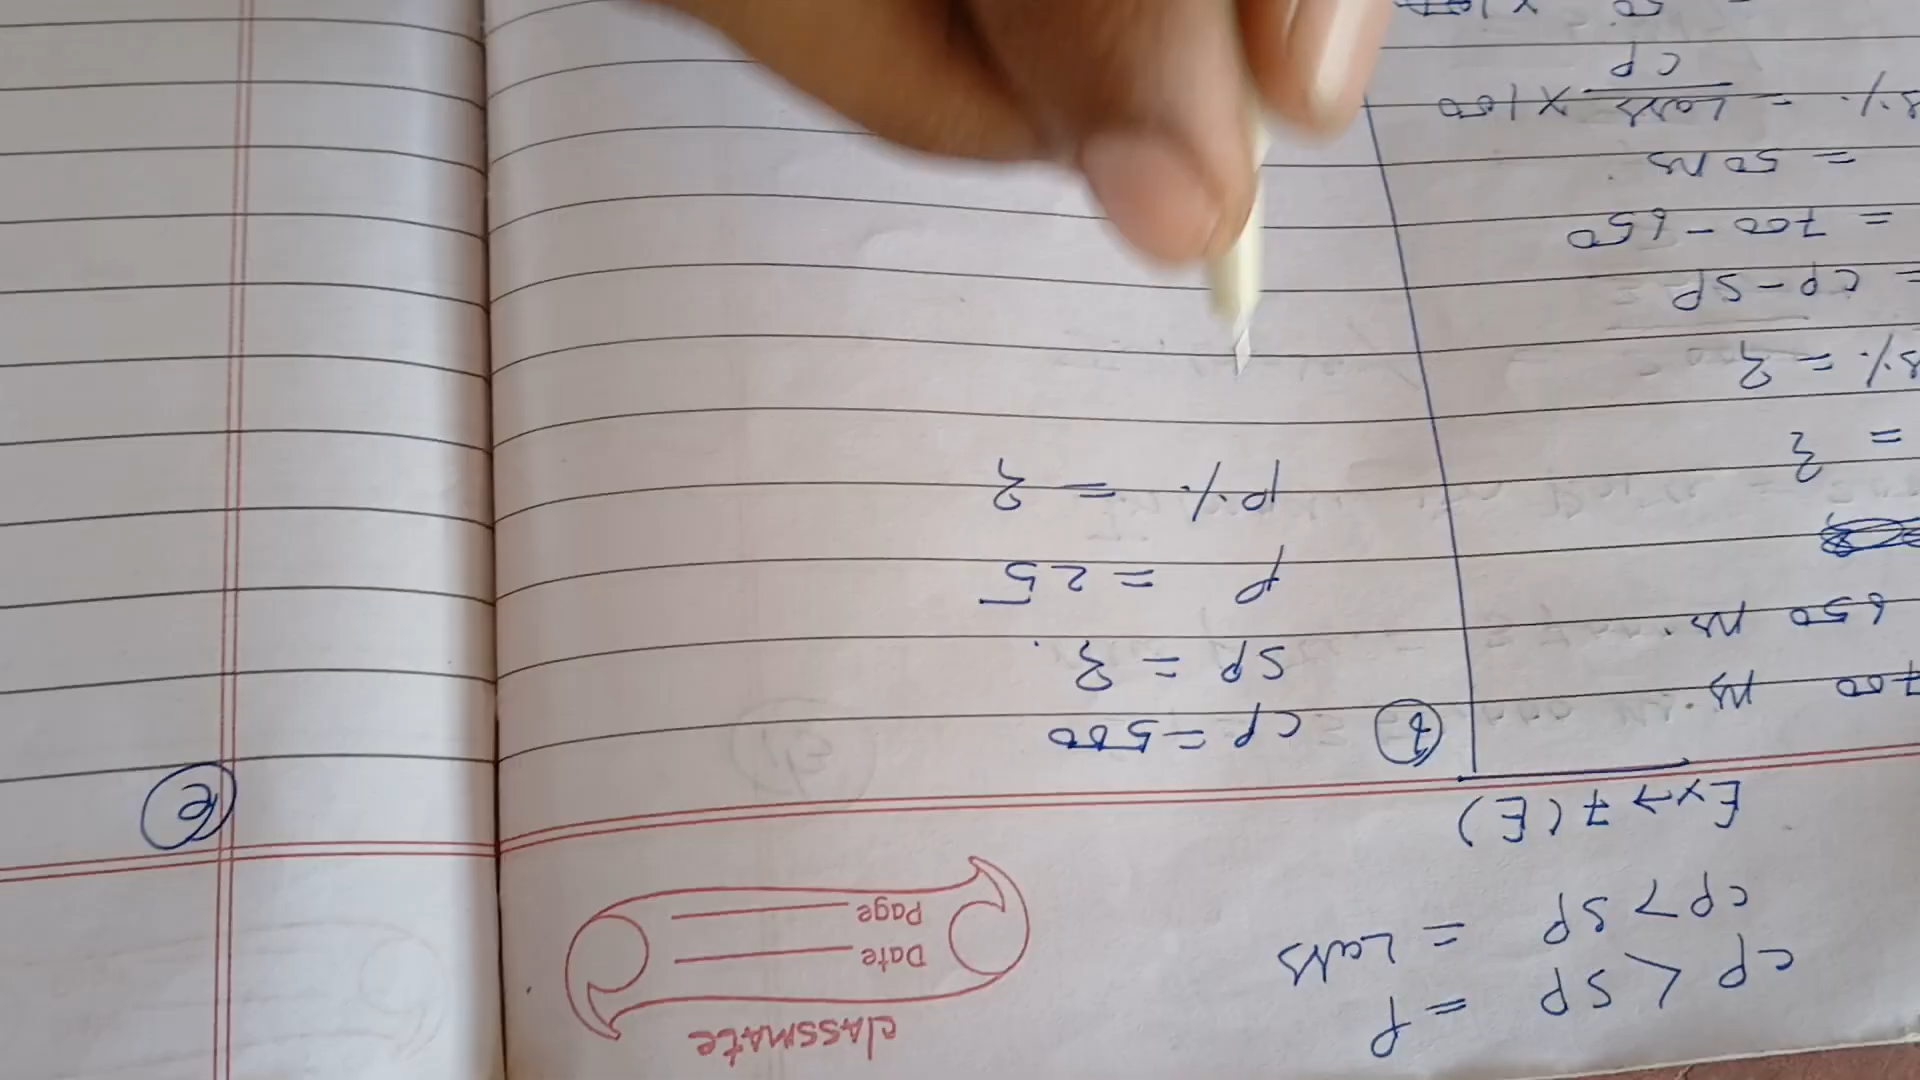 CP < SP = P
CP > SP = Loss
Ex → 7 (E)
classmate
Date
Page
700 Rs
650 Rs.
= ?
s % = ?
= CP - SP
= 700 - 650
= 50 Rs.
s % = Loss / CP × 100
CP = 500
SP = ?
P = 25
P % = ?